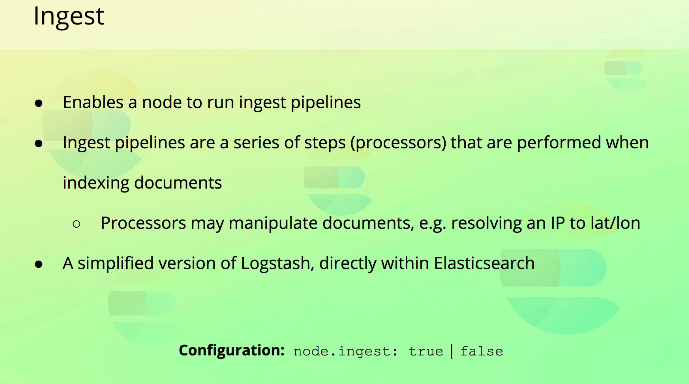 Ingest
● Enables a node to run ingest pipelines
● Ingest pipelines are a series of steps (processors) that are performed when
indexing documents
○ Processors may manipulate documents, e.g. resolving an IP to lat/lon
● A simplified version of Logstash, directly within Elasticsearch
Configuration: node.ingest: true | false